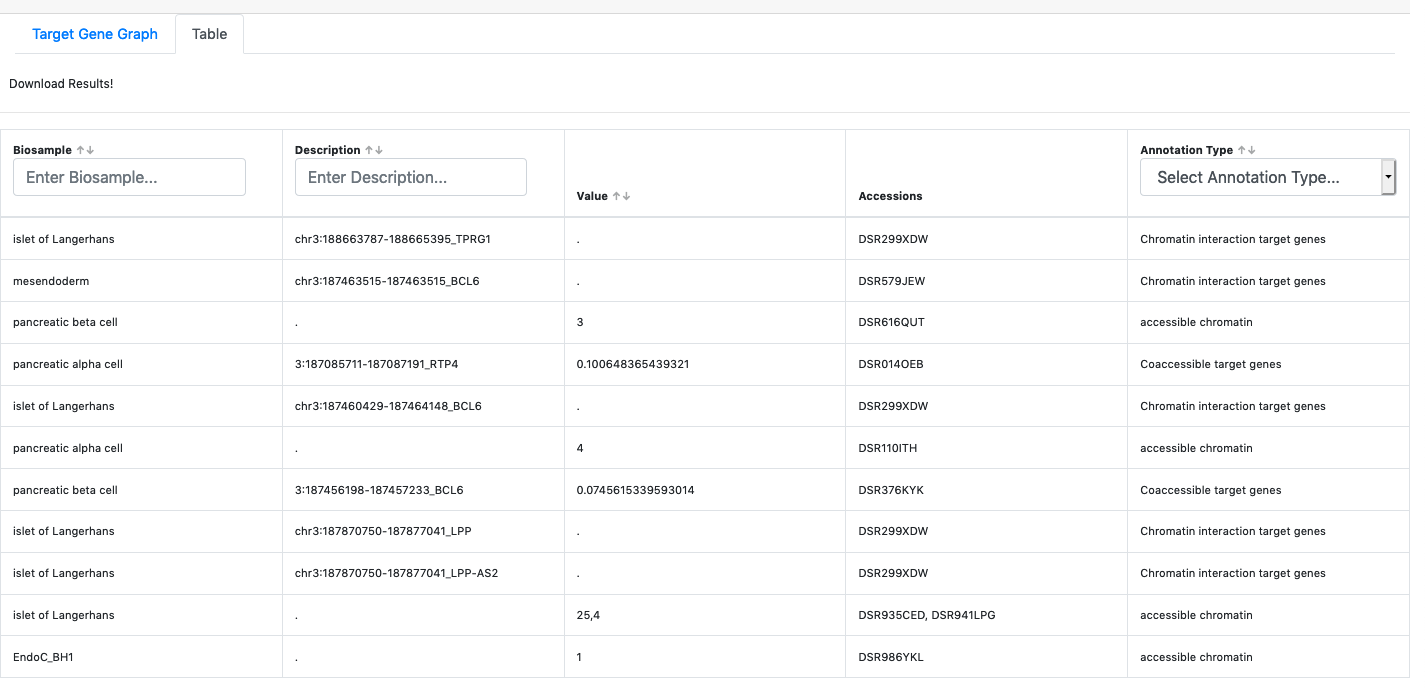 Target Gene Graph Table
Download Results!
Biosample Description Value Accessions Annotation Type
Enter Biosample... Enter Description... Select Annotation Type...
islet of Langerhans chr3:188663787-188665395_TPRG1 . DSR299XDW Chromatin interaction target genes
mesendoderm chr3:187463515-187463515_BCL6 . DSR579JEW Chromatin interaction target genes
pancreatic beta cell . 3 DSR616QUT accessible chromatin
pancreatic alpha cell 3:187085711-187087191_RTP4 0.100648365439321 DSR014OEB Coaccessible target genes
islet of Langerhans chr3:187460429-187464148_BCL6 . DSR299XDW Chromatin interaction target genes
pancreatic alpha cell . 4 DSR110ITH accessible chromatin
pancreatic beta cell 3:187456198-187457233_BCL6 0.0745615339593014 DSR376KYK Coaccessible target genes
islet of Langerhans chr3:187870750-187877041_LPP . DSR299XDW Chromatin interaction target genes
islet of Langerhans chr3:187870750-187877041_LPP-AS2 . DSR299XDW Chromatin interaction target genes
islet of Langerhans . 25,4 DSR935CED, DSR941LPG accessible chromatin
EndoC_BH1 . 1 DSR986YKL accessible chromatin